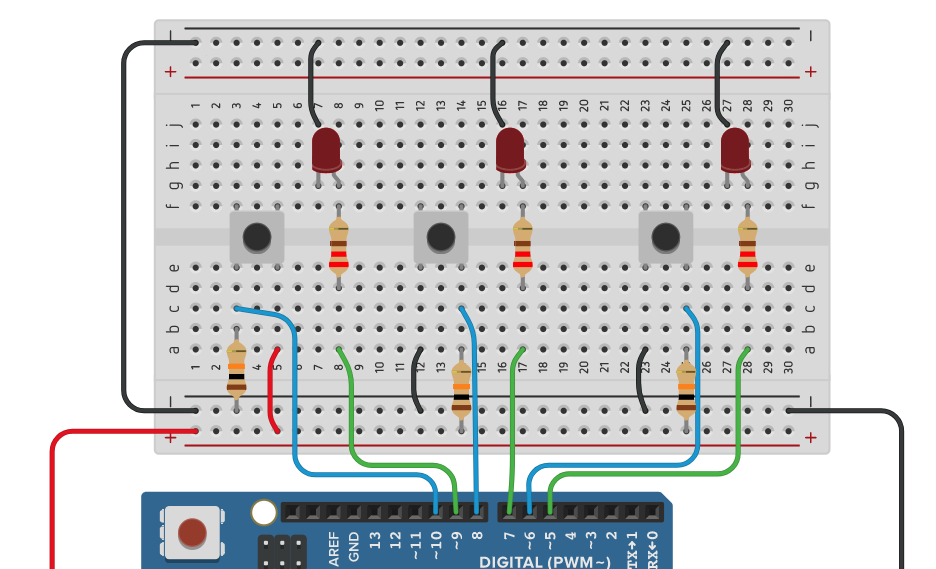 − −
+ +
1 2 3 4 5 6 7 8 9 10 11 12 13 14 15 16 17 18 19 20 21 22 23 24 25 26 27 28 29 30
j j
i i
h h
g g
f f
e e
d d
c c
b b
a a
1 2 3 4 5 6 7 8 9 10 11 12 13 14 15 16 17 18 19 20 21 22 23 24 25 26 27 28 29 30
− −
+ +
AREF GND 13 12 ~11 ~10 ~9 8 7 ~6 ~5 4 ~3 2 TX→1 RX←0
DIGITAL (PWM~)